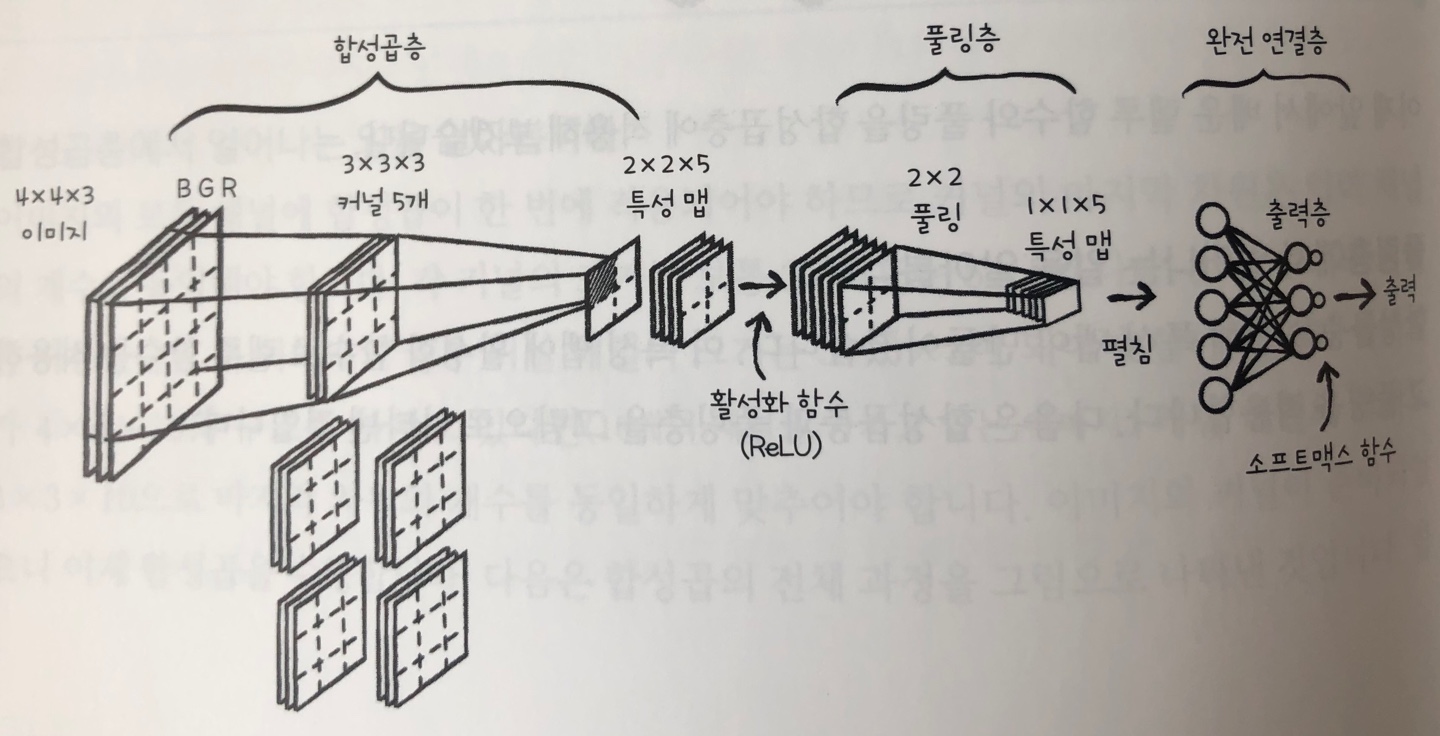 합성곱층
풀링층
완전 연결층
4×4×3
이미지
B G R
3×3×3
커널 5개
2×2×5
특성 맵
2×2
풀링
1×1×5
특성 맵
출력층
출력
펼침
활성화 함수
(ReLU)
소프트맥스 함수